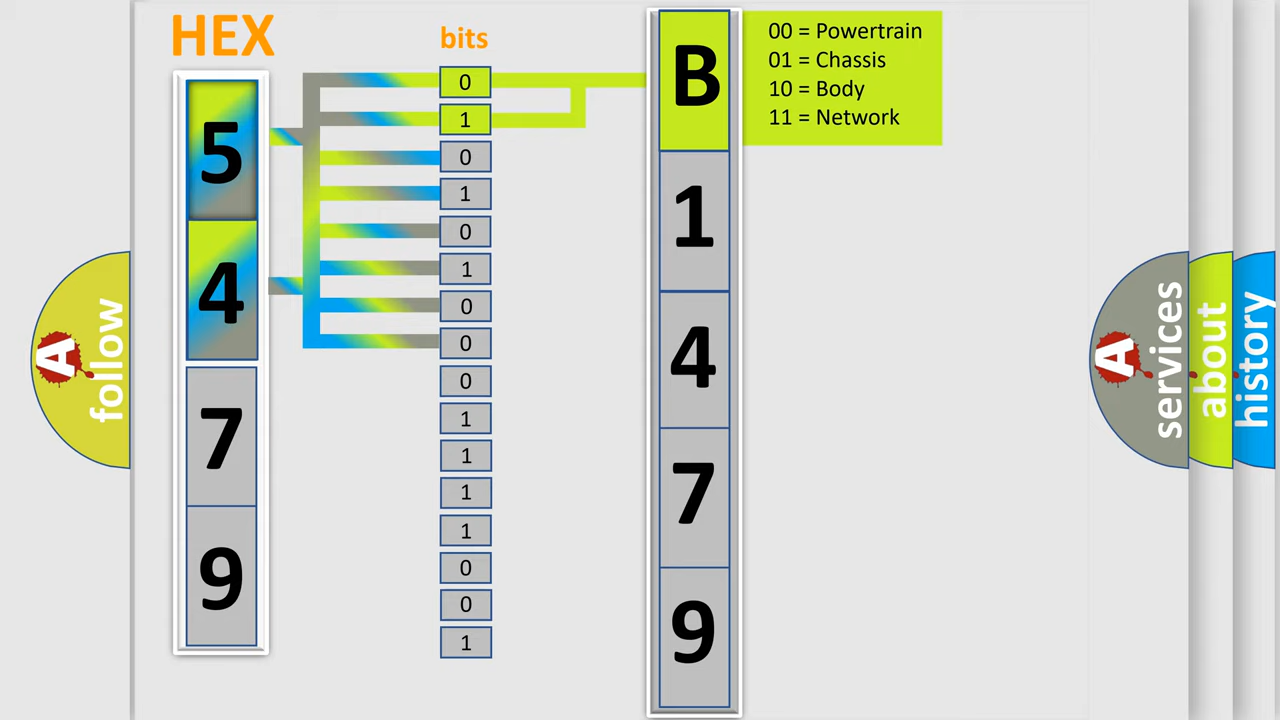 HEX
bits
5
4
7
9
0
1
0
1
0
1
0
0
0
1
1
1
1
0
0
1
B
1
4
7
9
00 = Powertrain
01 = Chassis
10 = Body
11 = Network
A
follow
A
services
about
history